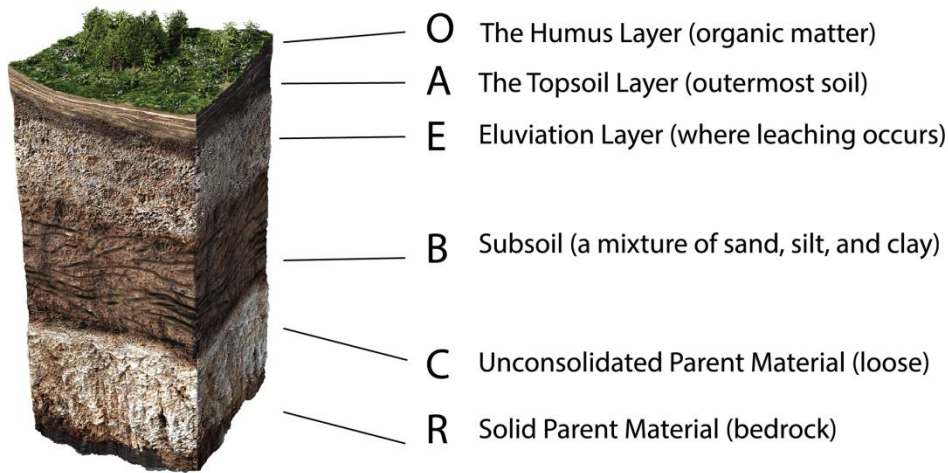 O The Humus Layer (organic matter)
A The Topsoil Layer (outermost soil)
E Eluviation Layer (where leaching occurs)
B Subsoil (a mixture of sand, silt, and clay)
C Unconsolidated Parent Material (loose)
R Solid Parent Material (bedrock)